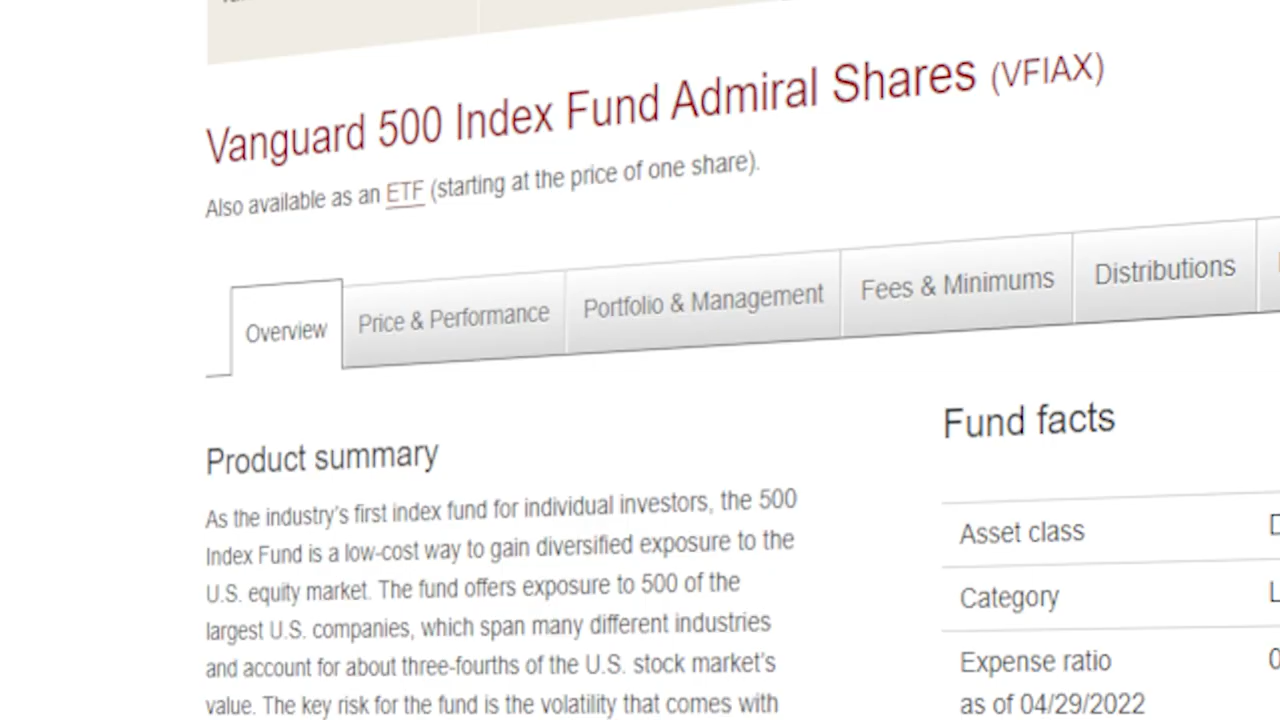 Vanguard 500 Index Fund Admiral Shares (VFIAX)
Also available as an ETF (starting at the price of one share).
Overview
Price & Performance
Portfolio & Management
Fees & Minimums
Distributions
Product summary
As the industry's first index fund for individual investors, the 500
Index Fund is a low-cost way to gain diversified exposure to the
U.S. equity market. The fund offers exposure to 500 of the
largest U.S. companies, which span many different industries
and account for about three-fourths of the U.S. stock market's
value. The key risk for the fund is the volatility that comes with
Fund facts
Asset class
Category
Expense ratio
as of 04/29/2022